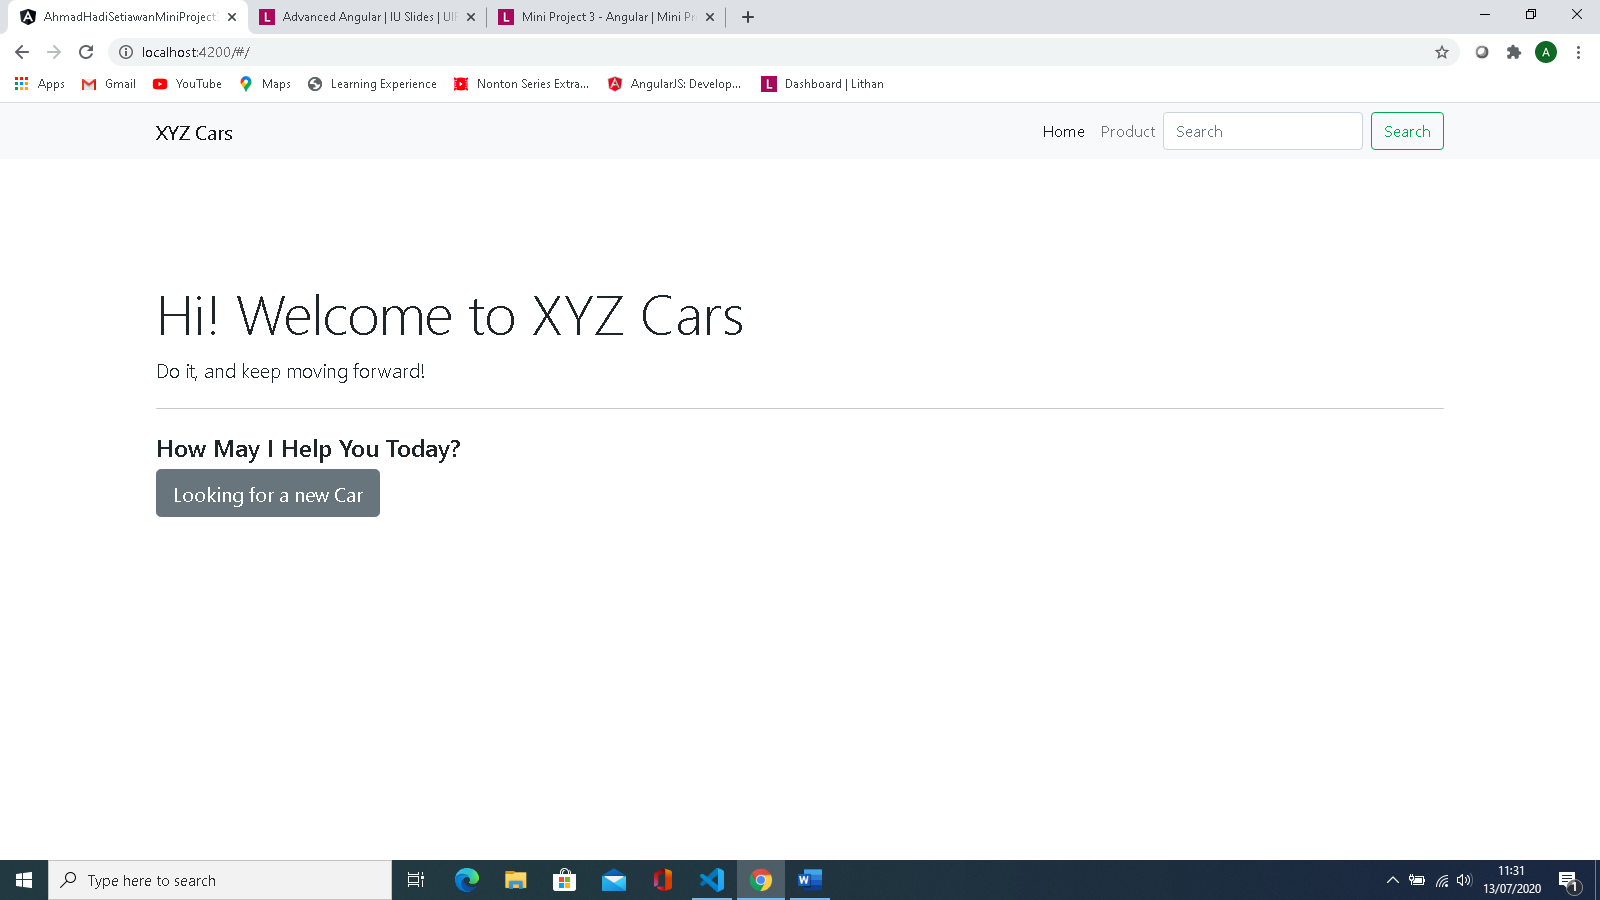 AhmadHadiSetiawanMiniProject
Advanced Angular | IU Slides | UIF
Mini Project 3 - Angular | Mini Pr
localhost:4200/#/
A
Apps
Gmail
YouTube
Maps
Learning Experience
Nonton Series Extra...
AngularJS: Develop...
L
Dashboard | Lithan
XYZ Cars
Home
Product
Search
Search
Hi! Welcome to XYZ Cars
Do it, and keep moving forward!
How May I Help You Today?
Looking for a new Car
Type here to search
11:31
13/07/2020
1